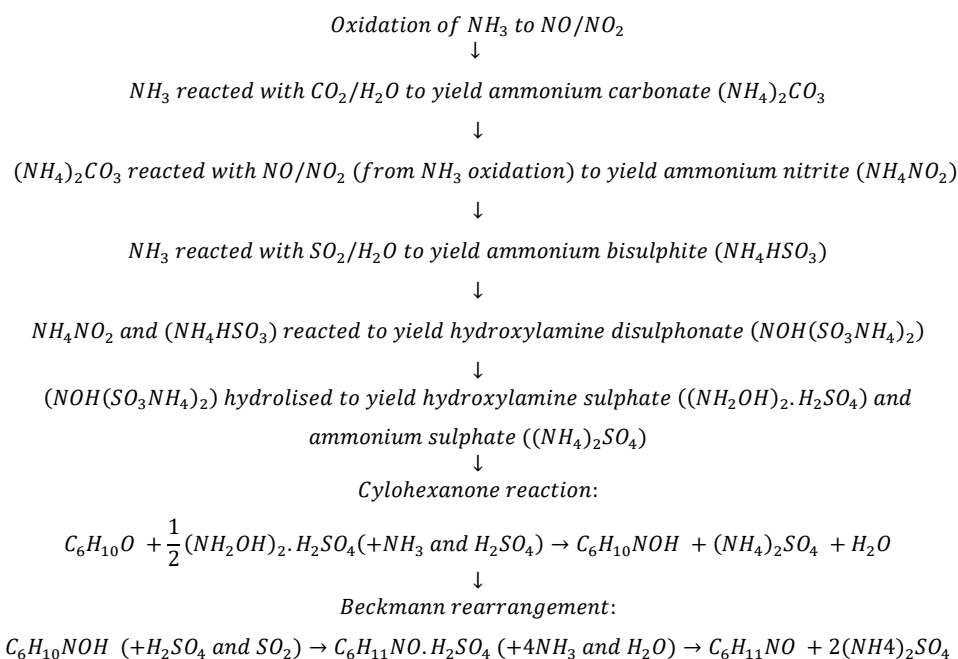 Oxidation of NH₃ to NO/NO₂
↓
NH₃ reacted with CO₂/H₂O to yield ammonium carbonate (NH₄)₂CO₃
↓
(NH₄)₂CO₃ reacted with NO/NO₂ (from NH₃ oxidation) to yield ammonium nitrite (NH₄NO₂)
↓
NH₃ reacted with SO₂/H₂O to yield ammonium bisulphite (NH₄HSO₃)
↓
NH₄NO₂ and (NH₄HSO₃) reacted to yield hydroxylamine disulphonate (NOH(SO₃NH₄)₂)
↓
(NOH(SO₃NH₄)₂) hydrolised to yield hydroxylamine sulphate ((NH₂OH)₂.H₂SO₄) and
ammonium sulphate ((NH₄)₂SO₄)
↓
Cylohexanone reaction:
C₆H₁₀O + 1/2 (NH₂OH)₂.H₂SO₄(+NH₃ and H₂SO₄) → C₆H₁₀NOH + (NH₄)₂SO₄ + H₂O
↓
Beckmann rearrangement:
C₆H₁₀NOH (+H₂SO₄ and SO₂) → C₆H₁₁NO.H₂SO₄ (+4NH₃ and H₂O) → C₆H₁₁NO + 2(NH4)₂SO₄